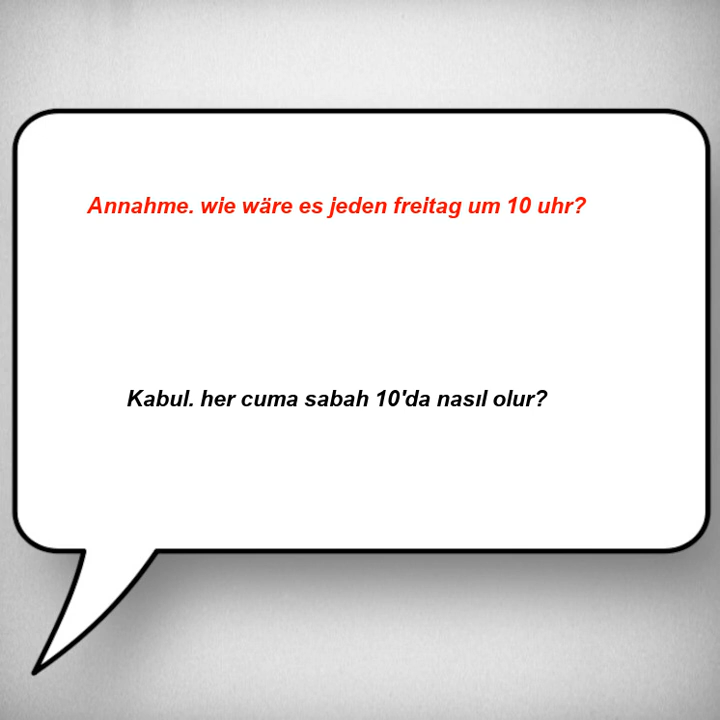 Annahme. wie wäre es jeden freitag um 10 uhr?
Kabul. her cuma sabah 10'da nasıl olur?